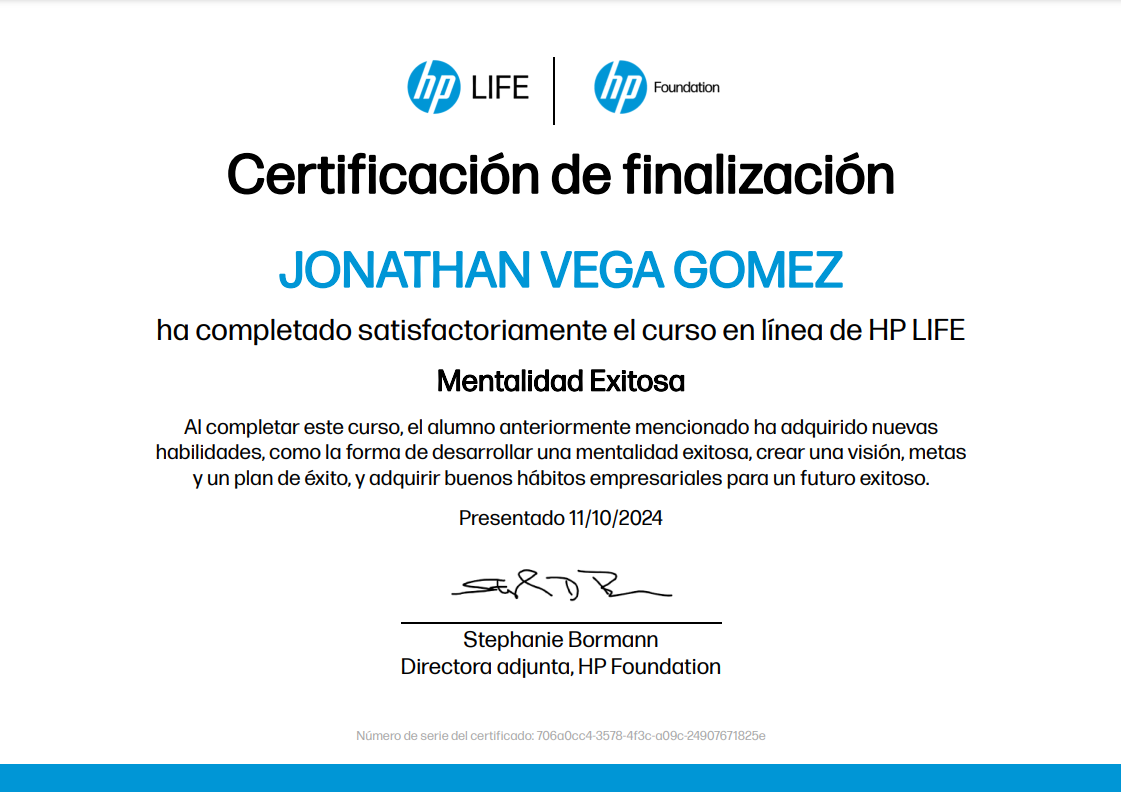 hp LIFE
hp Foundation
Certificación de finalización
JONATHAN VEGA GOMEZ
ha completado satisfactoriamente el curso en línea de HP LIFE
Mentalidad Exitosa
Al completar este curso, el alumno anteriormente mencionado ha adquirido nuevas
habilidades, como la forma de desarrollar una mentalidad exitosa, crear una visión, metas
y un plan de éxito, y adquirir buenos hábitos empresariales para un futuro exitoso.
Presentado 11/10/2024
Stephanie Bormann
Directora adjunta, HP Foundation
Número de serie del certificado: 706a0cc4-3578-4f3c-a09c-24907671825e